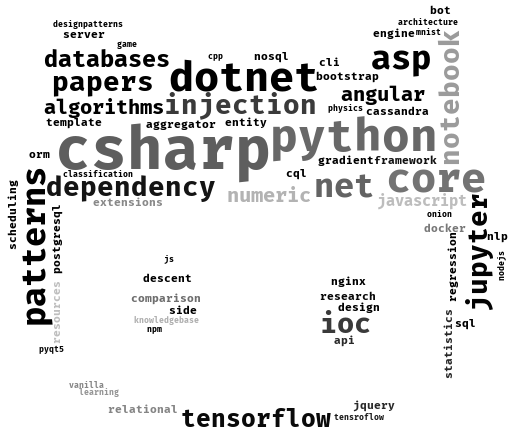 bot
designpatterns
architecture
server
engine
mnist
game
databases
cpp
nosql
cli
asp
notebook
papers
dotnet
bootstrap
algorithms
injection
angular
physics
cassandra
template
aggregator
entity
csharp
python
orm
gradient
framework
classification
cql
core
patterns
dependency
numeric
net
javascript
extensions
scheduling
postgresql
onion
jupyter
docker
nlp
regression
nodejs
js
descent
nginx
comparison
research
side
design
resources
knowledgebase
npm
ioc
sql
api
statistics
pyqt5
vanilla
learning
relational
jquery
tensorflow
tensroflow